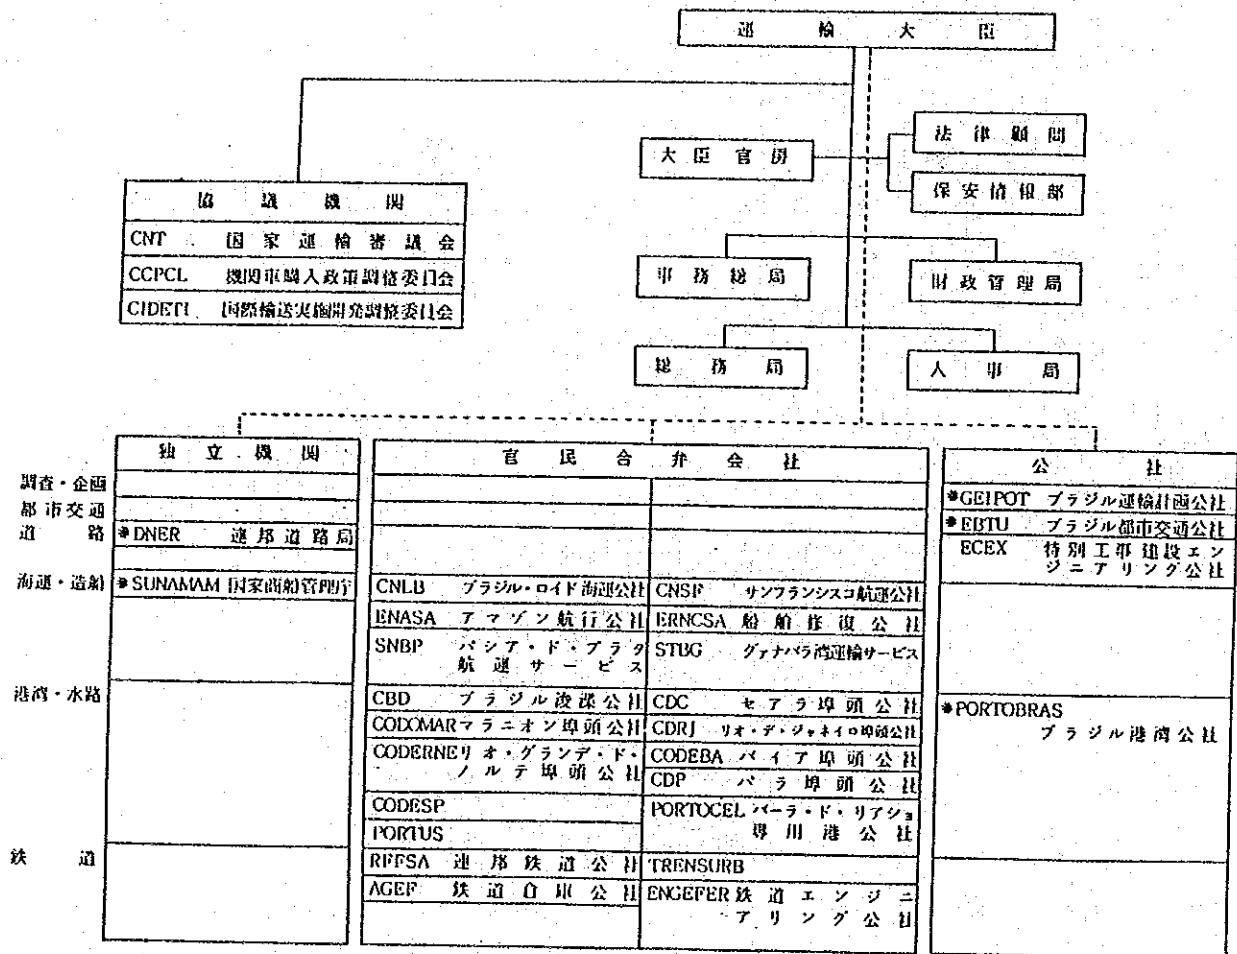 運輸大臣
大臣官房
法律顧問
保安情報部
協議機関
CNT 国家運輸審議会
CCPCL 機関車購入政策調整委員会
CIDETI 国際輸送実施開発調整委員会
事務総局
財政管理局
総務局
人事局
独立機関
官民合弁会社
公社
調査・企画
*GEIPOT ブラジル運輸計画公社
都市交通
*EBTU ブラジル都市交通公社
道路
*DNER 連邦道路局
ECEX 特別工事建設エン
ジニアリング公社
海運・造船
*SUNAMAM 国家商船管理庁
CNLB ブラジル・ロイド海運公社
CNSF サンフランシスコ航運公社
ENASA アマゾン航行公社
ERNCSA 船舶修復公社
SNBP バシア・ド・プラタ
航運サービス
STBG グァナバラ湾運輸サービス
港湾・水路
CBD ブラジル浚渫公社
CDC セアラ埠頭公社
*PORTOBRAS
ブラジル港湾公社
CODOMAR マラニオン埠頭公社
CDRJ リオ・デ・ジャネイロ埠頭公社
CODERNE リオ・グランデ・ド・
ノルテ埠頭公社
CODEBA バイア埠頭公社
CDP パラ埠頭公社
CODESP
PORTOCEL バーラ・ド・リアショ
専用港公社
PORTUS
鉄道
RFFSA 連邦鉄道公社
TRENSURB
AGEF 鉄道倉庫公社
ENGEFER 鉄道エンジニ
アリング公社